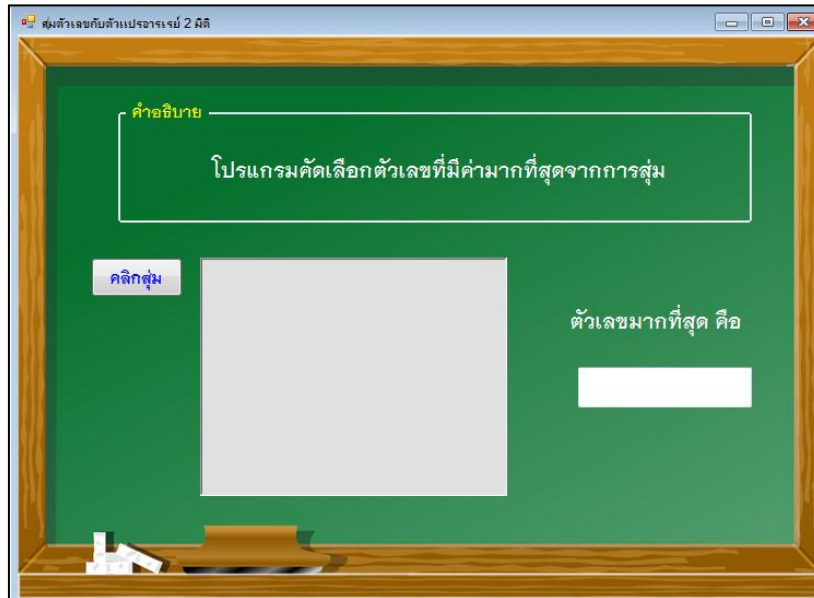 สุ่มตัวเลขกับตัวแปรอารเรย์ 2 มิติ
คำอธิบาย
โปรแกรมคัดเลือกตัวเลขที่มีค่ามากที่สุดจากการสุ่ม
คลิกสุ่ม
ตัวเลขมากที่สุด คือ